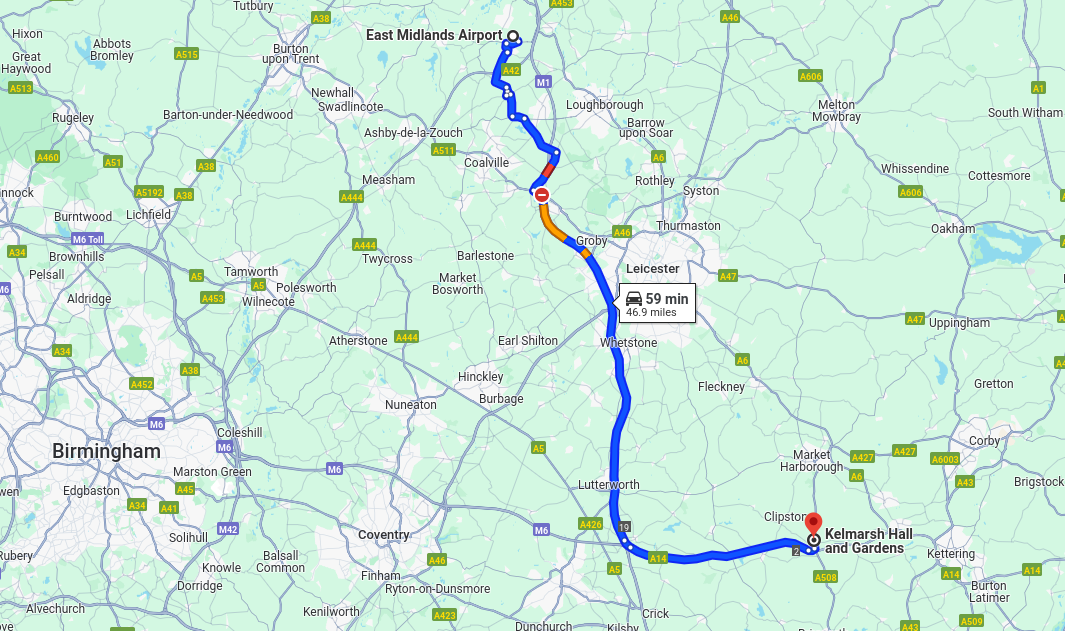 Tutbury
A38
A453
A46
Hixon
Abbots
Bromley
A515
Burton
upon Trent
East Midlands Airport
Great
Haywood
A42
M1
A606
A513
Newhall
Swadlincote
Loughborough
A1
Rugeley
Barton-under-Needwood
Barrow
upon Soar
Melton
Mowbray
South Witham
Ashby-de-la-Zouch
A511
A460
A51
A38
Coalville
A6
Whissendine
Measham
Rothley
Syston
Cottesmore
nnock
A5192
A38
A444
A606
Burntwood
Lichfield
Thurmaston
Oakham
M6 Toll
A34
Brownhills
A444
Twycross
Barlestone
Groby
A46
Pelsall
A5
Tamworth
A5
Polesworth
Market
Bosworth
Leicester
A47
M6
Aldridge
A453
Wilnecote
59 min
46.9 miles
A47
Uppingham
A34
Atherstone
A444
Earl Shilton
Whetstone
A6
A38
A452
Hinckley
Fleckney
Gretton
Nuneaton
Burbage
M6
Coleshill
M6
Birmingham
A5
Corby
Marston Green
M6
Market
Harborough
A427
A427
A6003
A6
A43
Edgbaston
A45
Lutterworth
Brigstock
A34
A41
M42
Clipston
Solihull
Coventry
M6
A426
19
Kelmarsh Hall
and Gardens
Rubery
Balsall
Common
A46
A14
2
Kettering
Knowle
A5
A14
A14
Dorridge
Finham
Ryton-on-Dunsmore
A508
Burton
Latimer
Alvechurch
Kenilworth
A423
Crick
A509
Dunchurch
Kilsby
A43